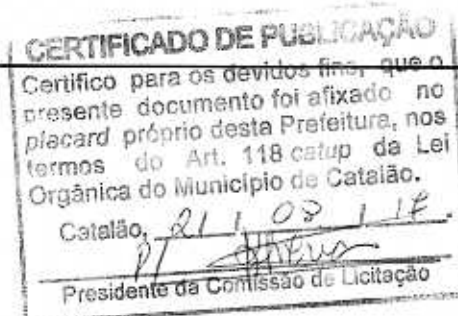 CERTIFICADO DE PUBLICAÇÃO
Certifico para os devidos fins, que o
presente documento foi afixado no
placard próprio desta Prefeitura, nos
termos do Art. 118 catup da Lei
Orgânica do Município de Catalão.
Catalão, 21 / 08 /
Presidente da Comissão de Licitação